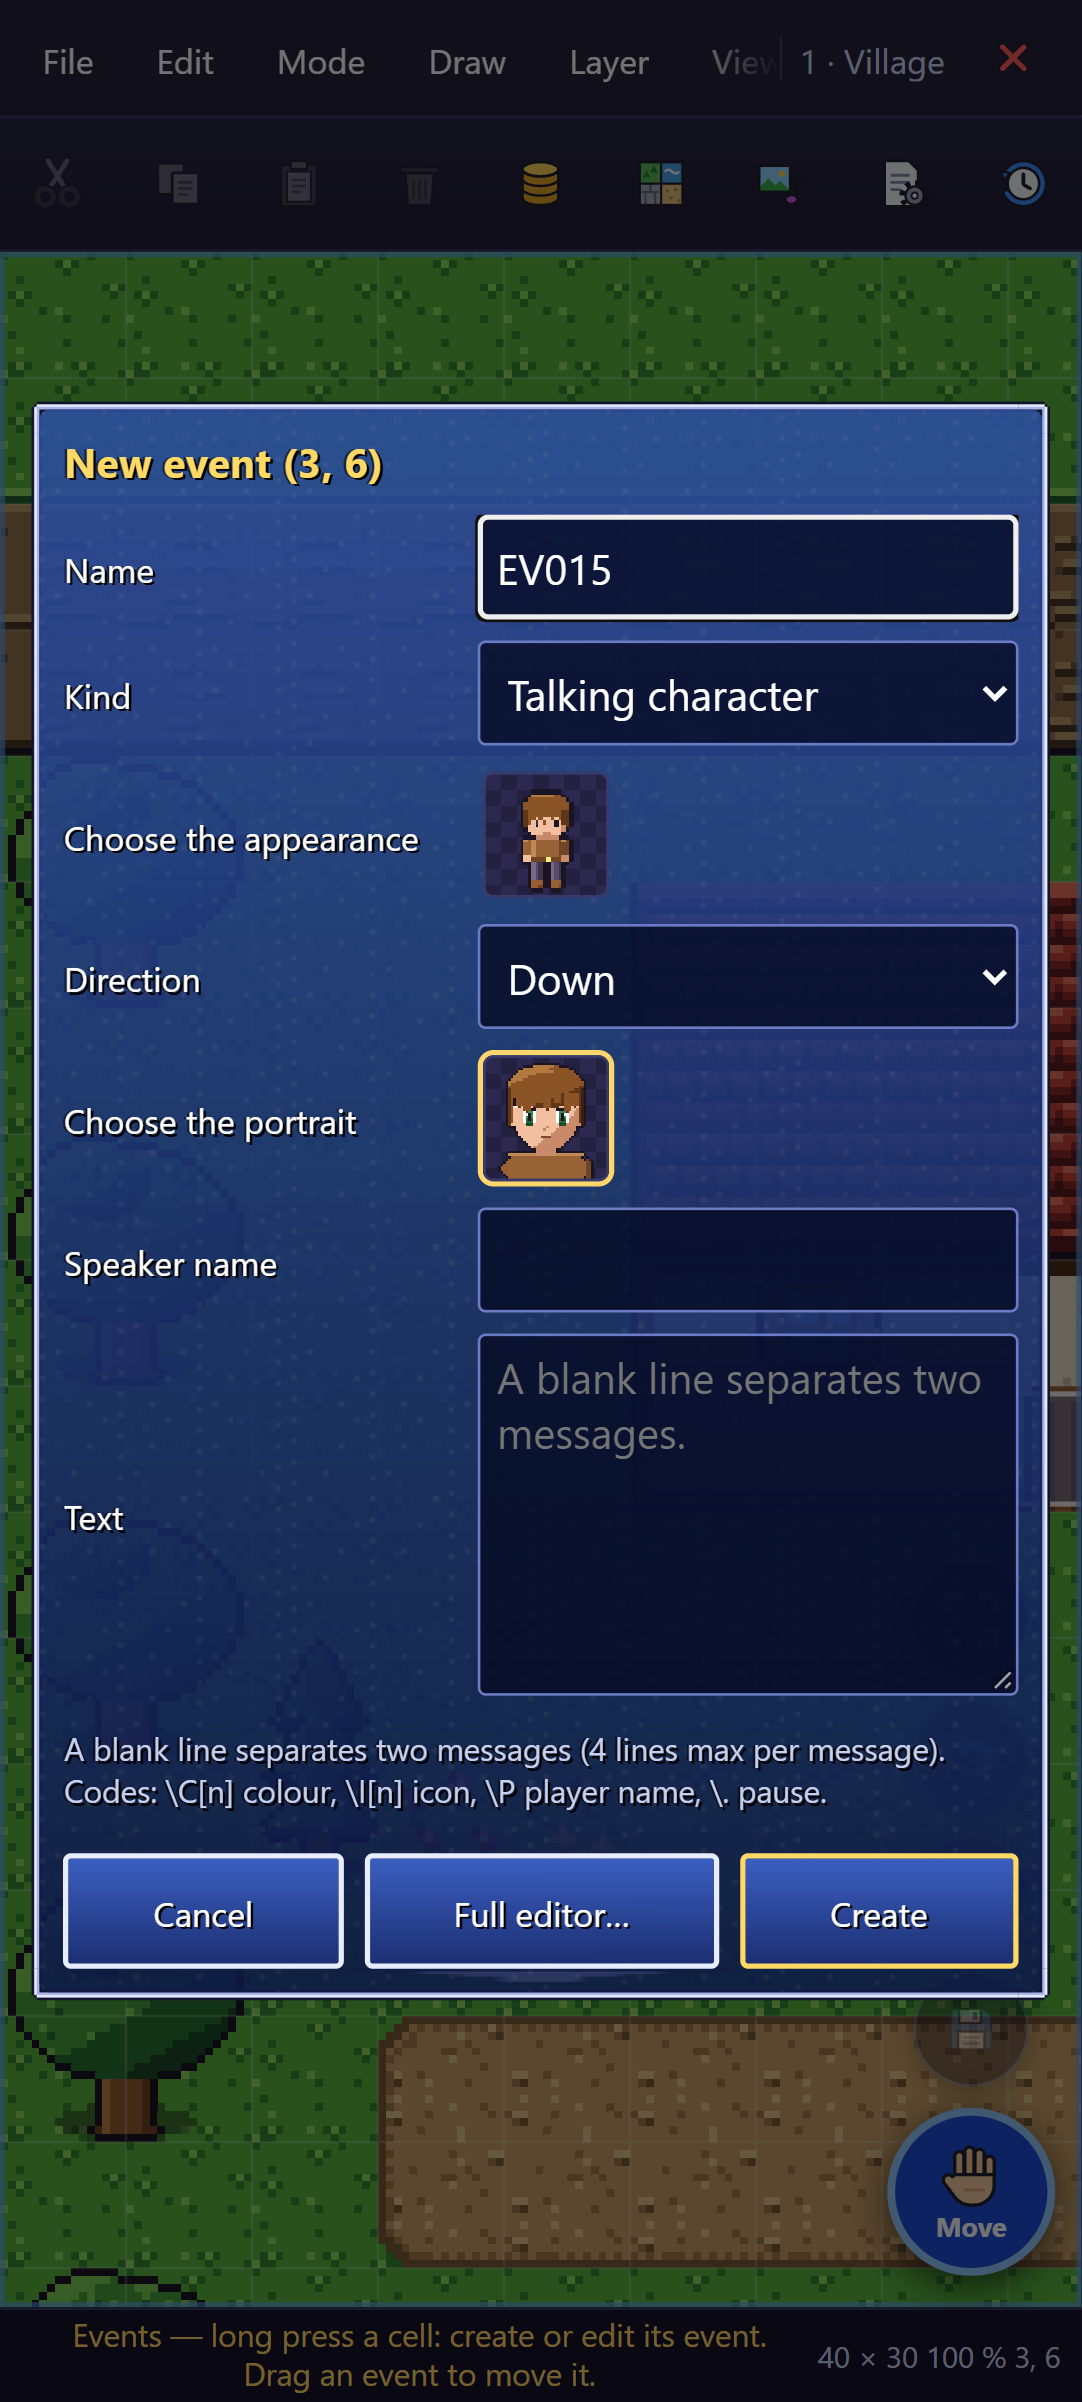 File Edit Mode Draw Layer View 1 · Village
New event (3, 6)
Name
EV015
Kind
Talking character
Choose the appearance
Direction
Down
Choose the portrait
Speaker name
A blank line separates two
messages.
Text
A blank line separates two messages (4 lines max per message).
Codes: \C[n] colour, \I[n] icon, \P player name, \. pause.
Cancel
Full editor...
Create
Move
Events — long press a cell: create or edit its event.
Drag an event to move it.
40 × 30 100 % 3, 6